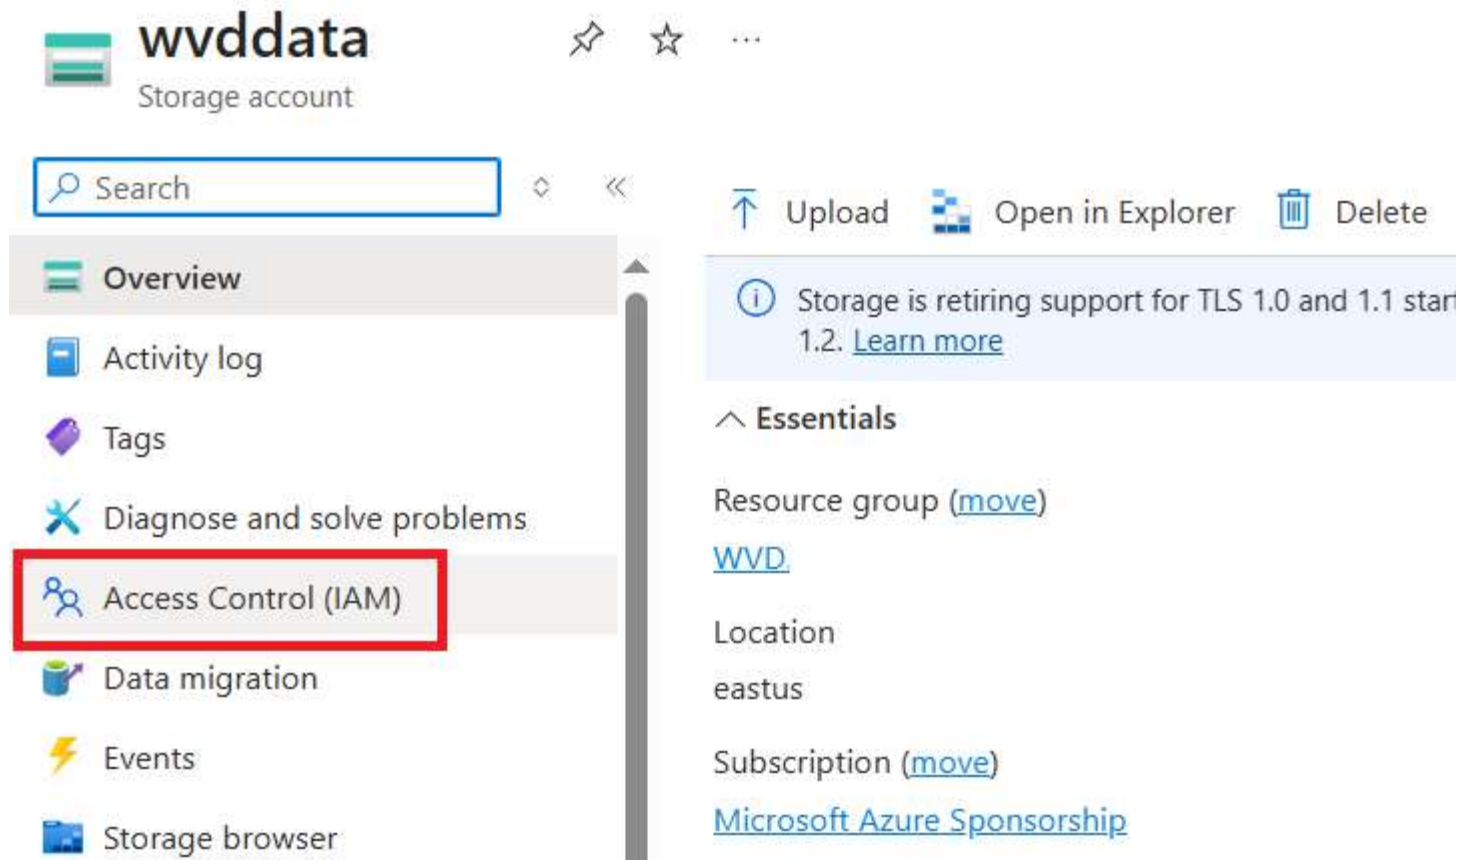 wvddata
Storage account
Search
Overview
Activity log
Tags
Diagnose and solve problems
Access Control (IAM)
Data migration
Events
Storage browser
Upload
Open in Explorer
Delete
Storage is retiring support for TLS 1.0 and 1.1
1.2. Learn more
Essentials
Resource group (move)
WVD.
Location
eastus
Subscription (move)
Microsoft Azure Sponsorship